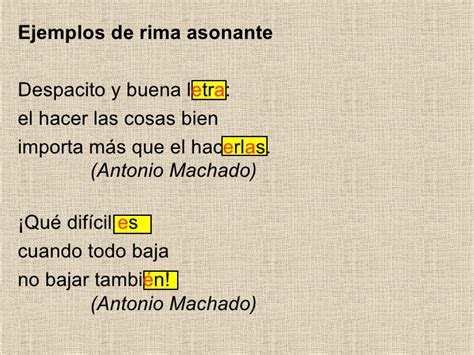 Ejemplos de rima asonante
Despacito y buena letra:
el hacer las cosas bien
importa más que el hacerlas.
(Antonio Machado)
¡Qué difícil es
cuando todo baja
no bajar también!
(Antonio Machado)